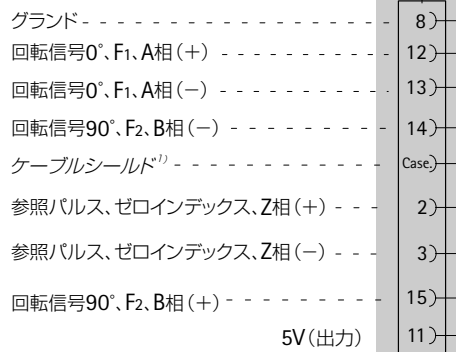 グランド 8
回転信号0°、F1、A相（＋） 12
回転信号0°、F1、A相（－） 13
回転信号90°、F2、B相（－） 14
ケーブルシールド1) Case.
参照パルス、ゼロインデックス、Z相（＋） 2
参照パルス、ゼロインデックス、Z相（－） 3
回転信号90°、F2、B相（＋） 15
5V（出力） 11